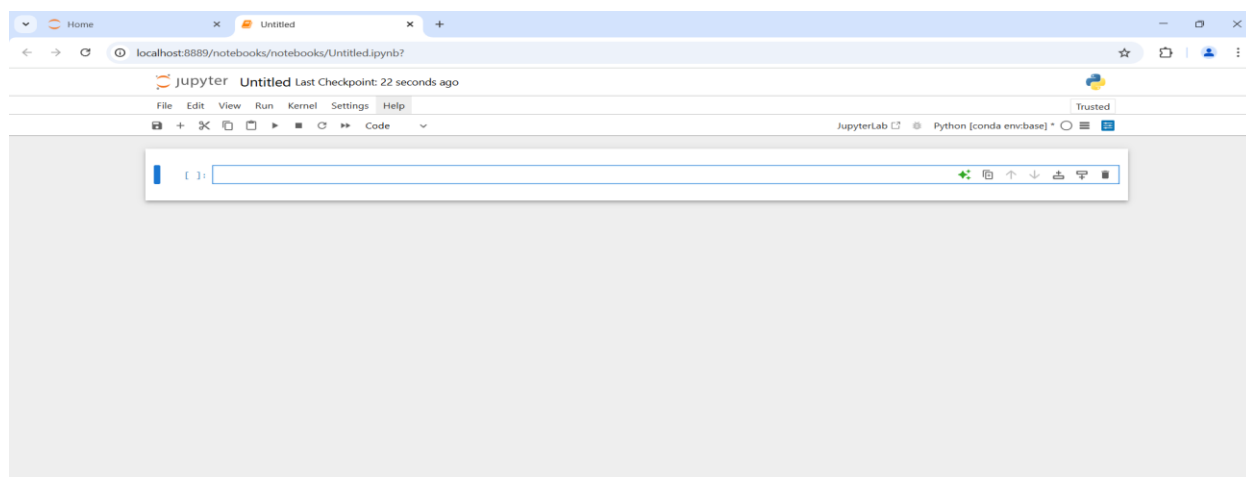 Home
Untitled
localhost:8889/notebooks/notebooks/Untitled.ipynb?
jupyter Untitled Last Checkpoint: 22 seconds ago
File Edit View Run Kernel Settings Help
Trusted
Code
JupyterLab
Python [conda env:base] *
[ ]: